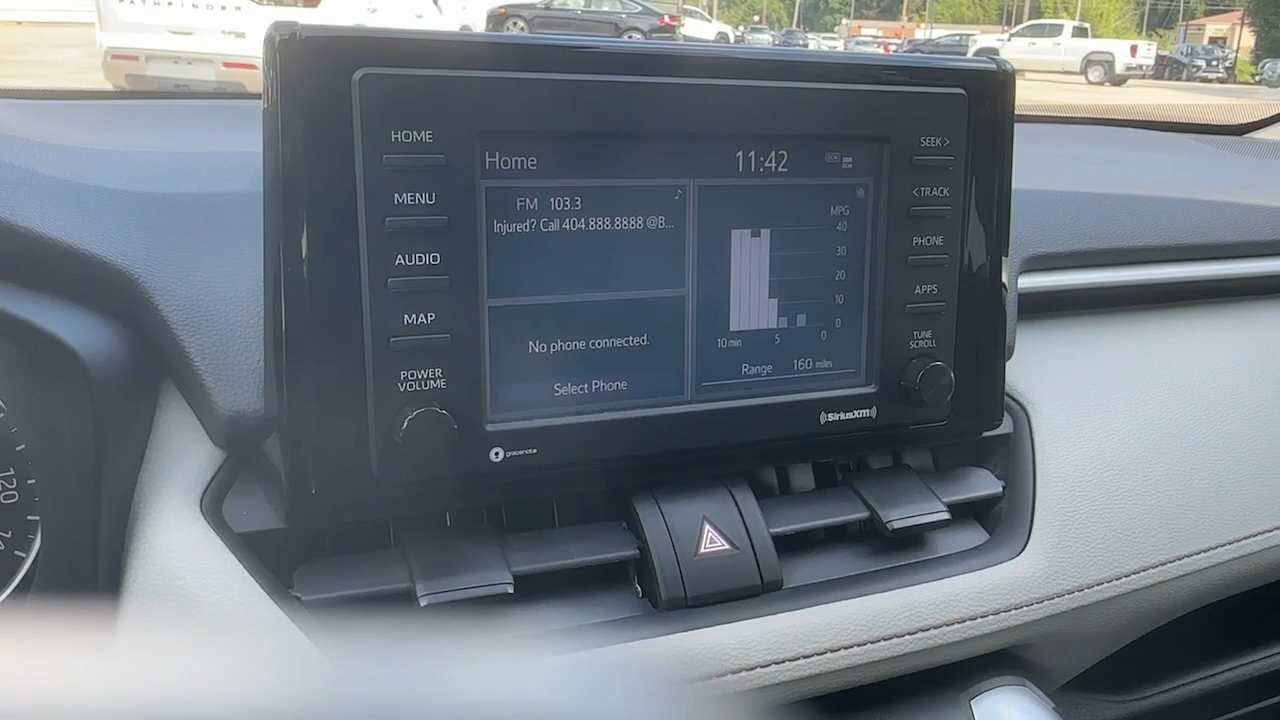 PATHFINDER
HOME
MENU
AUDIO
MAP
POWER
VOLUME
Home
11:42
DCM
DCM
FM 103.3
Injured? Call 404.888.8888 @B...
No phone connected.
Select Phone
MPG
40
30
20
10
0
10 min
5
0
Range 160 miles
SEEK >
< TRACK
PHONE
APPS
TUNE
SCROLL
gracenote
SiriusXM
120